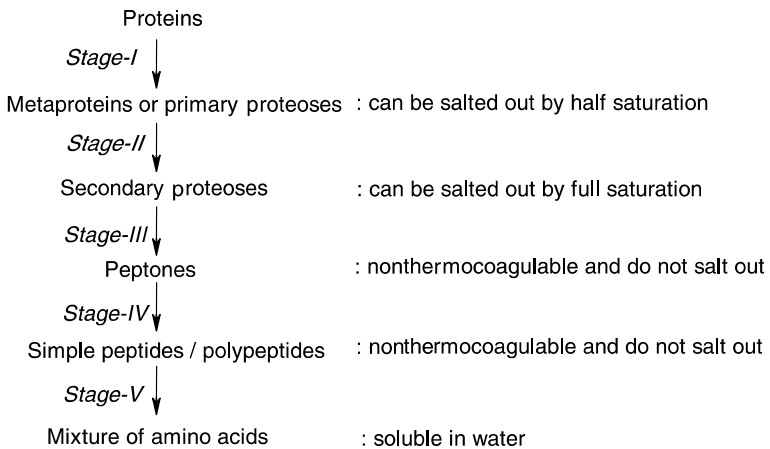 Proteins
Stage-I
Metaproteins or primary proteoses : can be salted out by half saturation
Stage-II
Secondary proteoses : can be salted out by full saturation
Stage-III
Peptones : nonthermocoagulable and do not salt out
Stage-IV
Simple peptides / polypeptides : nonthermocoagulable and do not salt out
Stage-V
Mixture of amino acids : soluble in water